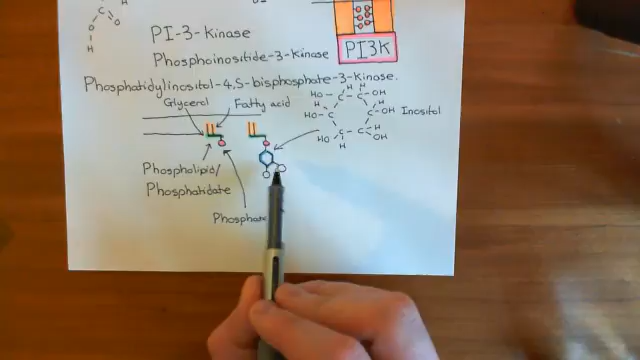 H
C
O
O
H
PI-3-Kinase
Phosphoinositide-3-Kinase
PI3K
Phosphatidylinositol-4,5-bisphosphate-3-Kinase.
Glycerol
Fatty acid
HO
H
H
C
C
OH
H
H
C
C
OH
Inositol
HO
C
C
H
HO
H
OH
Phospholipid/
Phosphatidate
Phosphate